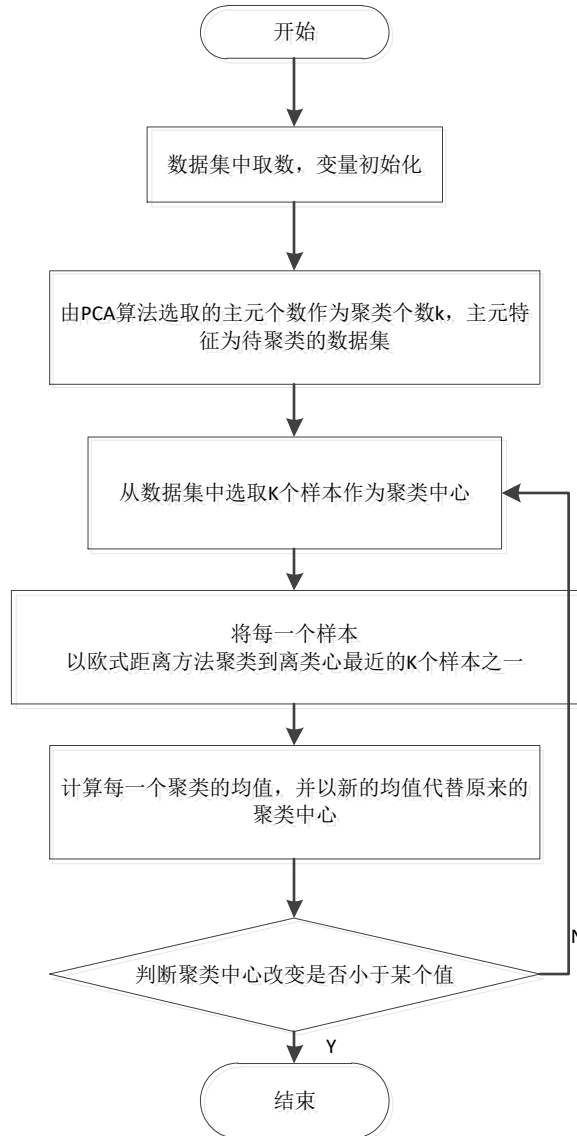 开始
数据集中取数，变量初始化
由PCA算法选取的主元个数作为聚类个数k，主元特
征为待聚类的数据集
从数据集中选取K个样本作为聚类中心
将每一个样本
以欧式距离方法聚类到离类心最近的K个样本之一
计算每一个聚类的均值，并以新的均值代替原来的
聚类中心
N
判断聚类中心改变是否小于某个值
Y
结束